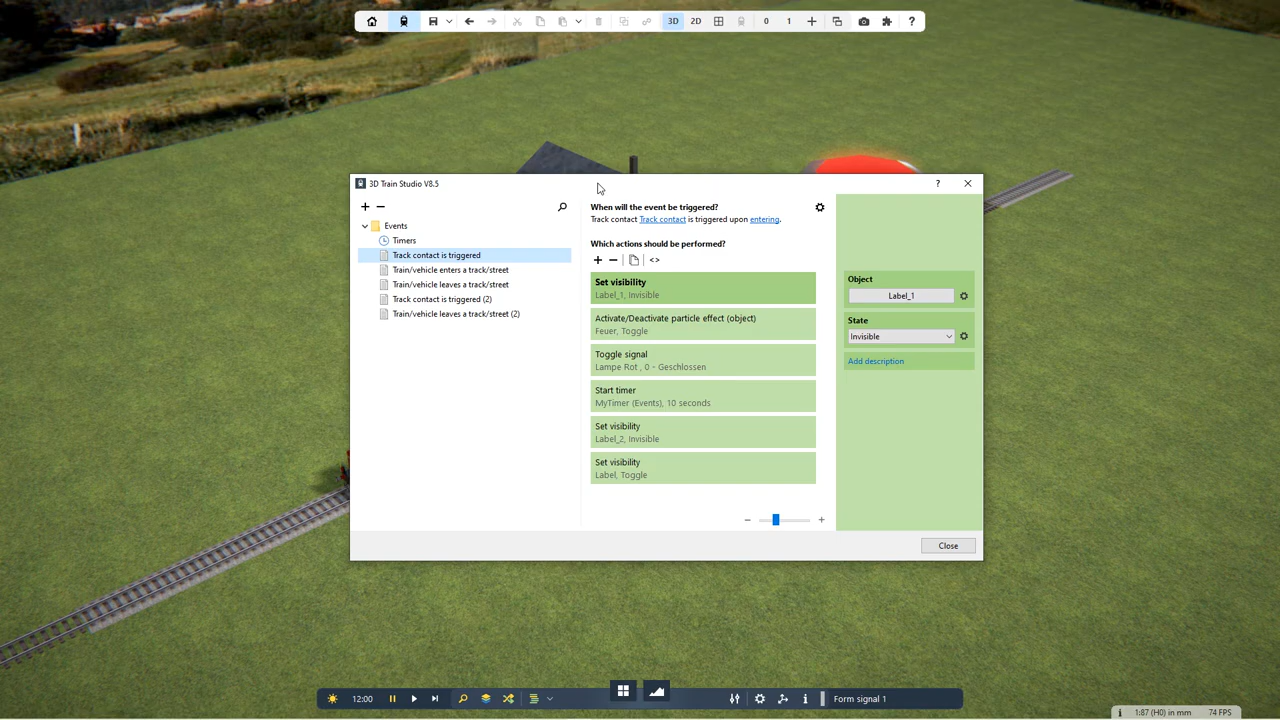 3D
2D
0
1
?
3D Train Studio V8.5
?
Events
Timers
Track contact is triggered
Train/vehicle enters a track/street
Train/vehicle leaves a track/street
Track contact is triggered (2)
Train/vehicle leaves a track/street (2)
When will the event be triggered?
Track contact Track contact is triggered upon entering.
Which actions should be performed?
<>
Set visibility
Label_1, Invisible
Activate/Deactivate particle effect (object)
Feuer, Toggle
Toggle signal
Lampe Rot , 0 - Geschlossen
Start timer
MyTimer (Events), 10 seconds
Set visibility
Label_2, Invisible
Set visibility
Label, Toggle
Object
Label_1
State
Invisible
Add description
Close
12:00
Form signal 1
1:87 (H0) in mm
74 FPS